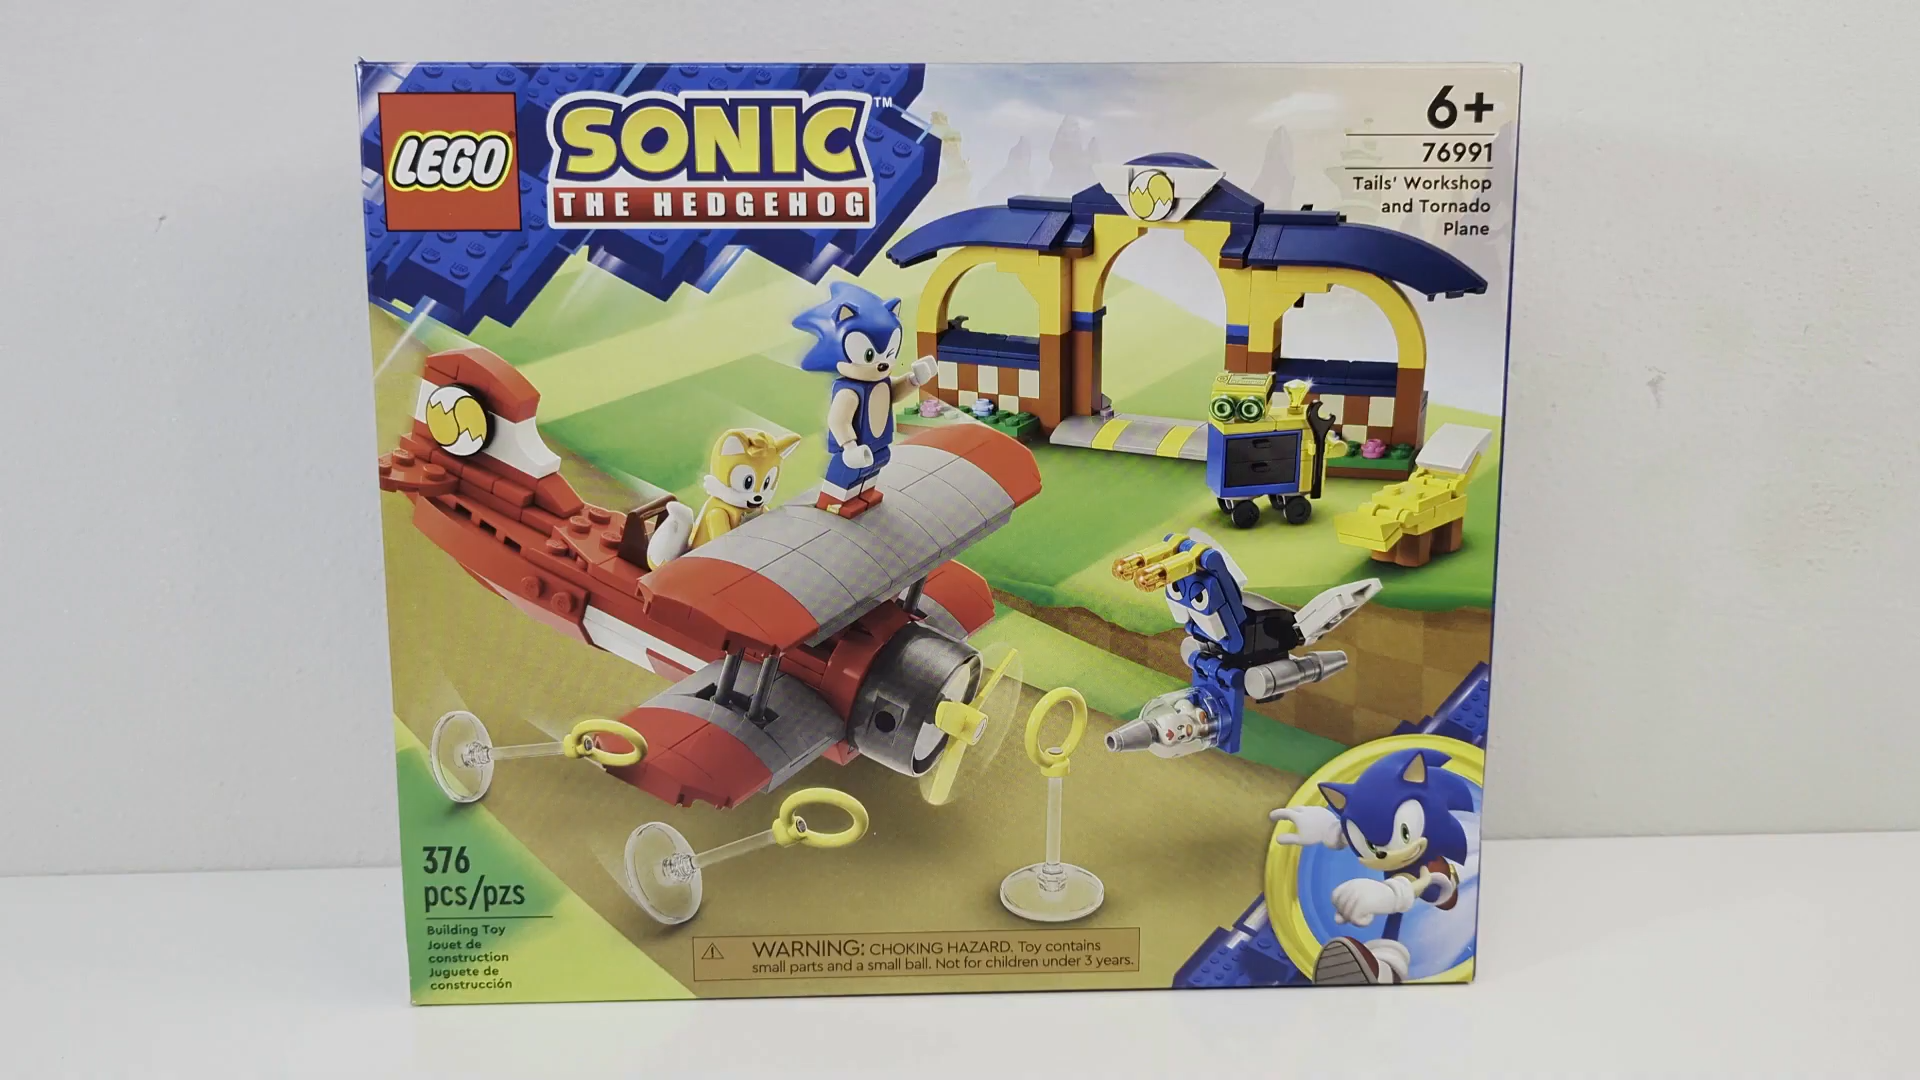 LEGO
SONIC™
THE HEDGEHOG
6+
76991
Tails' Workshop
and Tornado
Plane
376
pcs/pzs
Building Toy
Jouet de
construction
Juguete de
construcción
WARNING: CHOKING HAZARD. Toy contains
small parts and a small ball. Not for children under 3 years.